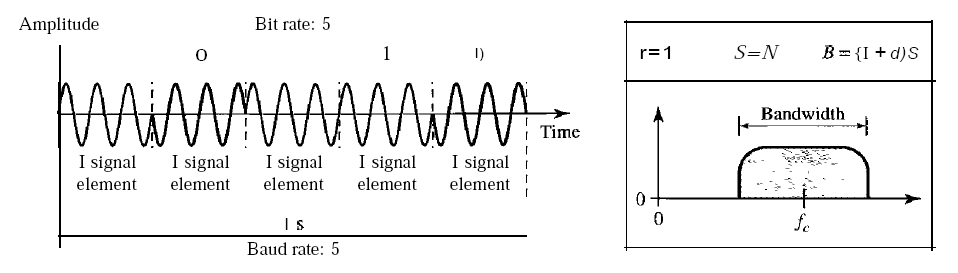 Amplitude
Bit rate: 5
0
1
I)
Time
I signal
element
I signal
element
I signal
element
I signal
element
I signal
element
I s
Baud rate: 5
r=1
S=N
B={I + d)S
Bandwidth
0
0
fc